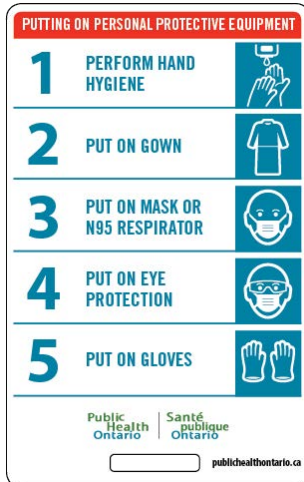 PUTTING ON PERSONAL PROTECTIVE EQUIPMENT
1 PERFORM HAND
HYGIENE
2 PUT ON GOWN
3 PUT ON MASK OR
N95 RESPIRATOR
4 PUT ON EYE
PROTECTION
5 PUT ON GLOVES
Public
Health
Ontario
Santé
publique
Ontario
publichealthontario.ca